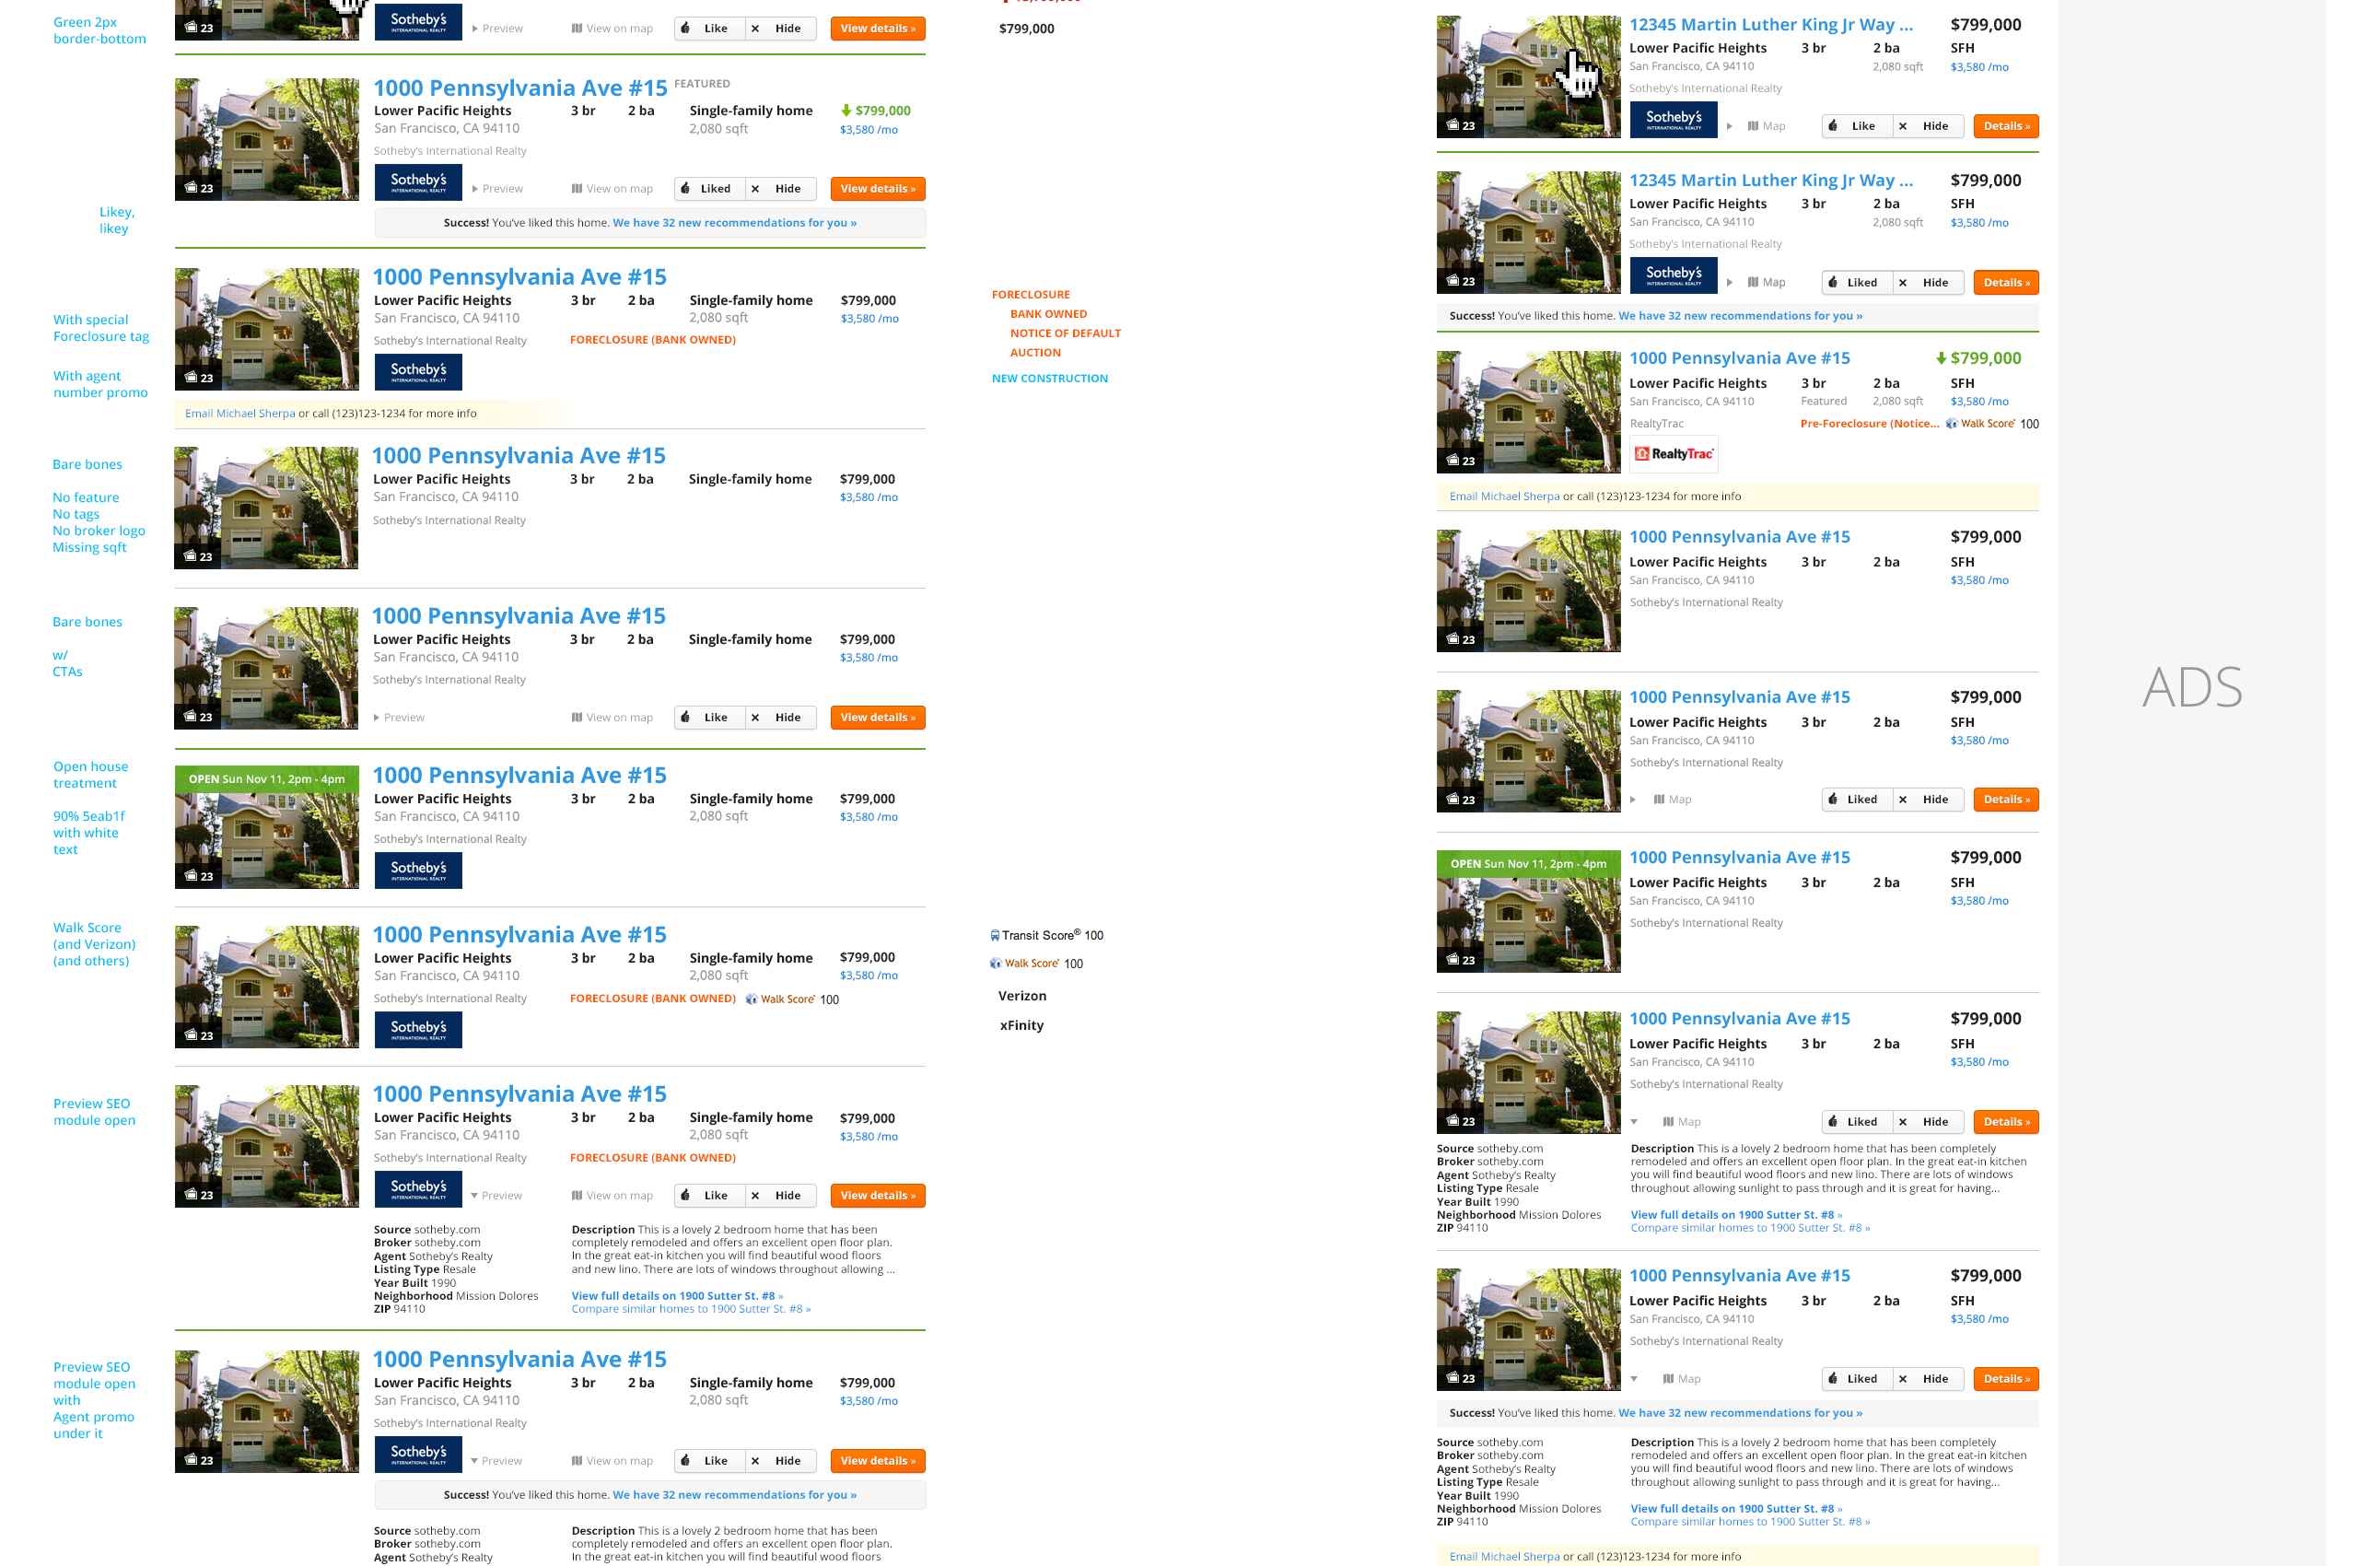 Green 2px
border-bottom
23
Sotheby's
INTERNATIONAL REALTY
Preview
View on map
Like
× Hide
View details »
$799,000
1000 Pennsylvania Ave #15 FEATURED
Lower Pacific Heights 3 br 2 ba Single-family home $799,000
San Francisco, CA 94110 2,080 sqft $3,580 /mo
Sotheby's International Realty
23
Sotheby's
INTERNATIONAL REALTY
Preview
View on map
Liked
× Hide
View details »
Likey,
likey
Success! You've liked this home. We have 32 new recommendations for you »
1000 Pennsylvania Ave #15
Lower Pacific Heights 3 br 2 ba Single-family home $799,000
San Francisco, CA 94110 2,080 sqft $3,580 /mo
With special
Foreclosure tag
Sotheby's International Realty FORECLOSURE (BANK OWNED)
With agent
number promo
23
Sotheby's
INTERNATIONAL REALTY
Email Michael Sherpa or call (123)123-1234 for more info
FORECLOSURE
BANK OWNED
NOTICE OF DEFAULT
AUCTION
NEW CONSTRUCTION
Bare bones
No feature
No tags
No broker logo
Missing sqft
1000 Pennsylvania Ave #15
Lower Pacific Heights 3 br 2 ba Single-family home $799,000
San Francisco, CA 94110 $3,580 /mo
Sotheby's International Realty
23
Bare bones
w/
CTAs
1000 Pennsylvania Ave #15
Lower Pacific Heights 3 br 2 ba Single-family home $799,000
San Francisco, CA 94110 $3,580 /mo
Sotheby's International Realty
23
Preview
View on map
Like
× Hide
View details »
Open house
treatment
90% 5eab1f
with white
text
OPEN Sun Nov 11, 2pm - 4pm
1000 Pennsylvania Ave #15
Lower Pacific Heights 3 br 2 ba Single-family home $799,000
San Francisco, CA 94110 2,080 sqft $3,580 /mo
Sotheby's International Realty
23
Sotheby's
INTERNATIONAL REALTY
Walk Score
(and Verizon)
(and others)
1000 Pennsylvania Ave #15
Lower Pacific Heights 3 br 2 ba Single-family home $799,000
San Francisco, CA 94110 2,080 sqft $3,580 /mo
Sotheby's International Realty FORECLOSURE (BANK OWNED) Walk Score® 100
23
Sotheby's
INTERNATIONAL REALTY
Transit Score® 100
Walk Score® 100
Verizon
xFinity
Preview SEO
module open
1000 Pennsylvania Ave #15
Lower Pacific Heights 3 br 2 ba Single-family home $799,000
San Francisco, CA 94110 2,080 sqft $3,580 /mo
Sotheby's International Realty FORECLOSURE (BANK OWNED)
23
Sotheby's
INTERNATIONAL REALTY
Preview
View on map
Like
× Hide
View details »
Source sotheby.com
Broker sotheby.com
Agent Sotheby's Realty
Listing Type Resale
Year Built 1990
Neighborhood Mission Dolores
ZIP 94110
Description This is a lovely 2 bedroom home that has been
completely remodeled and offers an excellent open floor plan.
In the great eat-in kitchen you will find beautiful wood floors
and new lino. There are lots of windows throughout allowing ...
View full details on 1900 Sutter St. #8 »
Compare similar homes to 1900 Sutter St. #8 »
Preview SEO
module open
with
Agent promo
under it
1000 Pennsylvania Ave #15
Lower Pacific Heights 3 br 2 ba Single-family home $799,000
San Francisco, CA 94110 2,080 sqft $3,580 /mo
Sotheby's International Realty
23
Sotheby's
INTERNATIONAL REALTY
Preview
View on map
Like
× Hide
View details »
Success! You've liked this home. We have 32 new recommendations for you »
Source sotheby.com
Broker sotheby.com
Agent Sotheby's Realty
Description This is a lovely 2 bedroom home that has been
completely remodeled and offers an excellent open floor plan.
In the great eat-in kitchen you will find beautiful wood floors
12345 Martin Luther King Jr Way ... $799,000
Lower Pacific Heights 3 br 2 ba SFH
San Francisco, CA 94110 2,080 sqft $3,580 /mo
Sotheby's International Realty
23
Sotheby's
INTERNATIONAL REALTY
Map
Like
× Hide
Details »
12345 Martin Luther King Jr Way ... $799,000
Lower Pacific Heights 3 br 2 ba SFH
San Francisco, CA 94110 2,080 sqft $3,580 /mo
Sotheby's International Realty
23
Sotheby's
INTERNATIONAL REALTY
Map
Liked
× Hide
Details »
Success! You've liked this home. We have 32 new recommendations for you »
1000 Pennsylvania Ave #15 $799,000
Lower Pacific Heights 3 br 2 ba SFH
San Francisco, CA 94110 Featured 2,080 sqft $3,580 /mo
RealtyTrac Pre-Foreclosure (Notice... Walk Score® 100
23
RealtyTrac
Email Michael Sherpa or call (123)123-1234 for more info
1000 Pennsylvania Ave #15 $799,000
Lower Pacific Heights 3 br 2 ba SFH
San Francisco, CA 94110 $3,580 /mo
Sotheby's International Realty
23
1000 Pennsylvania Ave #15 $799,000
Lower Pacific Heights 3 br 2 ba SFH
San Francisco, CA 94110 $3,580 /mo
Sotheby's International Realty
23
Map
Liked
× Hide
Details »
OPEN Sun Nov 11, 2pm - 4pm
1000 Pennsylvania Ave #15 $799,000
Lower Pacific Heights 3 br 2 ba SFH
San Francisco, CA 94110 $3,580 /mo
Sotheby's International Realty
23
1000 Pennsylvania Ave #15 $799,000
Lower Pacific Heights 3 br 2 ba SFH
San Francisco, CA 94110 $3,580 /mo
Sotheby's International Realty
23
Map
Liked
× Hide
Details »
Source sotheby.com
Broker sotheby.com
Agent Sotheby's Realty
Listing Type Resale
Year Built 1990
Neighborhood Mission Dolores
ZIP 94110
Description This is a lovely 2 bedroom home that has been completely
remodeled and offers an excellent open floor plan. In the great eat-in kitchen
you will find beautiful wood floors and new lino. There are lots of windows
throughout allowing sunlight to pass through and it is great for having...
View full details on 1900 Sutter St. #8 »
Compare similar homes to 1900 Sutter St. #8 »
1000 Pennsylvania Ave #15 $799,000
Lower Pacific Heights 3 br 2 ba SFH
San Francisco, CA 94110 $3,580 /mo
Sotheby's International Realty
23
Map
Liked
× Hide
Details »
Success! You've liked this home. We have 32 new recommendations for you »
Source sotheby.com
Broker sotheby.com
Agent Sotheby's Realty
Listing Type Resale
Year Built 1990
Neighborhood Mission Dolores
ZIP 94110
Description This is a lovely 2 bedroom home that has been completely
remodeled and offers an excellent open floor plan. In the great eat-in kitchen
you will find beautiful wood floors and new lino. There are lots of windows
throughout allowing sunlight to pass through and it is great for having...
View full details on 1900 Sutter St. #8 »
Compare similar homes to 1900 Sutter St. #8 »
Email Michael Sherpa or call (123)123-1234 for more info
ADS